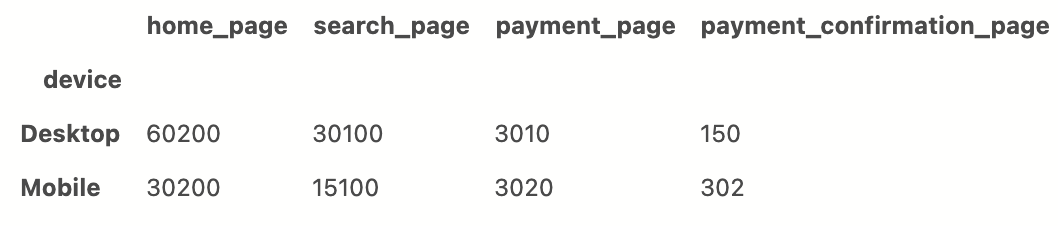 home_page search_page payment_page payment_confirmation_page
device
Desktop 60200 30100 3010 150
Mobile 30200 15100 3020 302